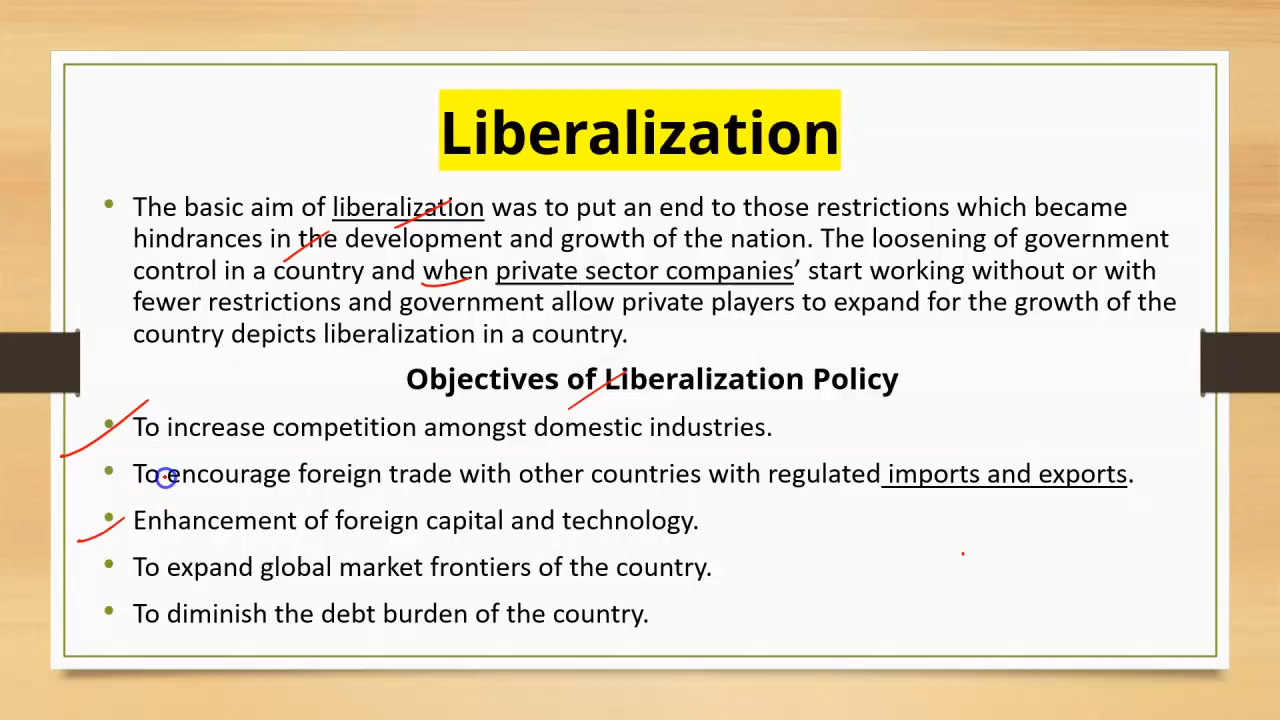 Liberalization
• The basic aim of liberalization was to put an end to those restrictions which became
hindrances in the development and growth of the nation. The loosening of government
control in a country and when private sector companies’ start working without or with
fewer restrictions and government allow private players to expand for the growth of the
country depicts liberalization in a country.
Objectives of Liberalization Policy
• To increase competition amongst domestic industries.
• To encourage foreign trade with other countries with regulated imports and exports.
• Enhancement of foreign capital and technology.
• To expand global market frontiers of the country.
• To diminish the debt burden of the country.